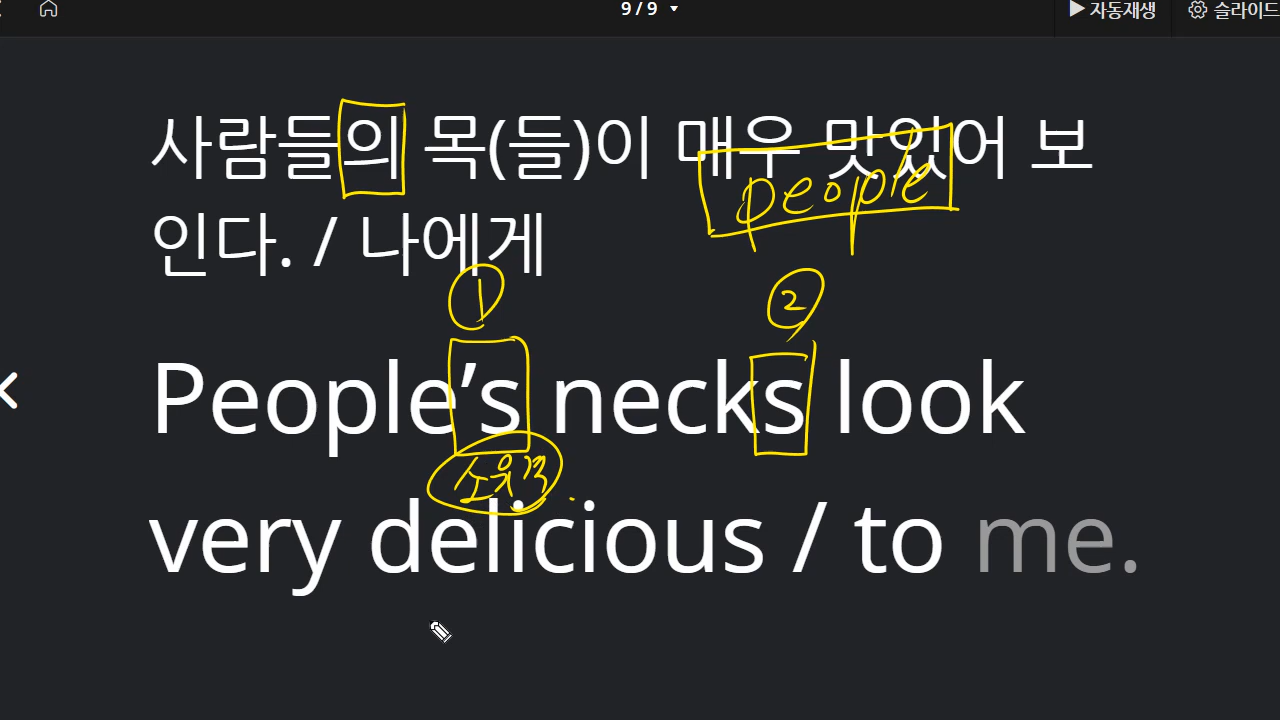 9 / 9
자동재생
슬라이드
사람들의 목(들)이 매우 맛있어 보
people
인다. / 나에게
1
2
People's necks look
소유격
very delicious / to me.